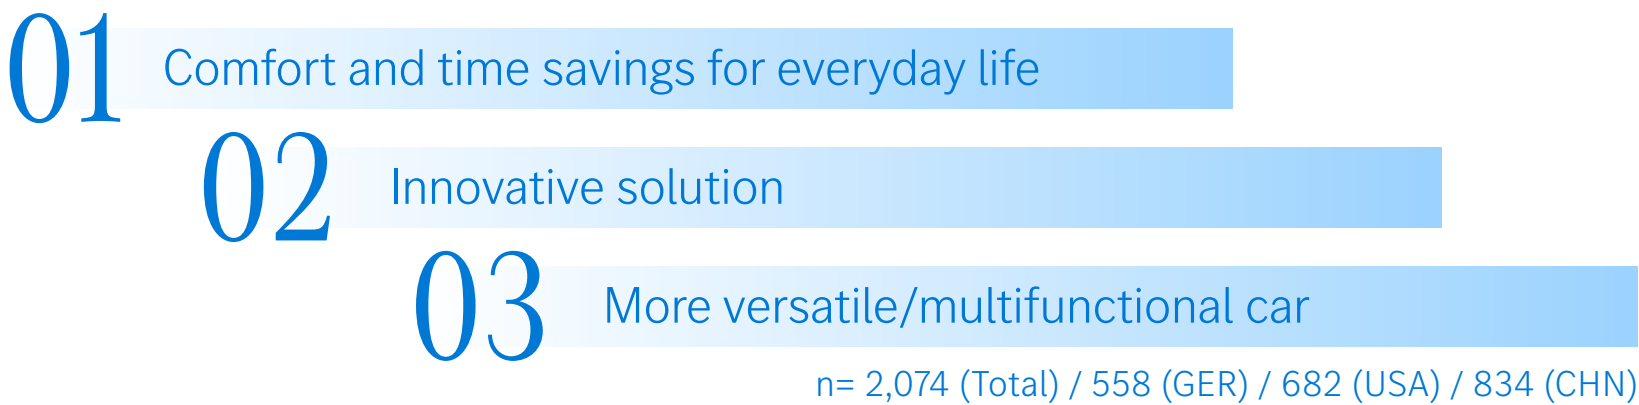 01 Comfort and time savings for everyday life
02 Innovative solution
03 More versatile/multifunctional car
n= 2,074 (Total) / 558 (GER) / 682 (USA) / 834 (CHN)